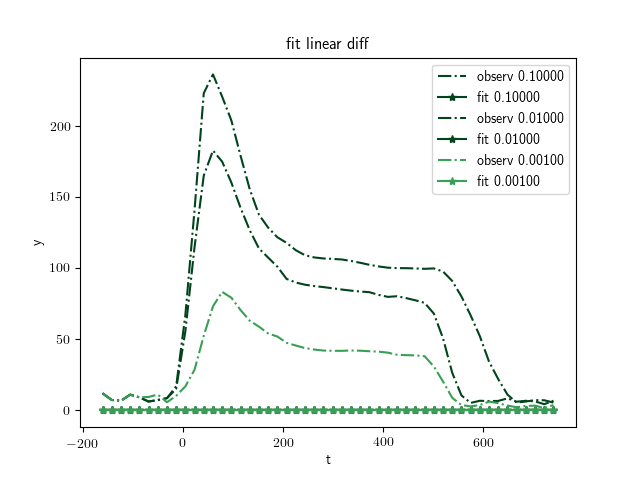 fit linear diff
observ 0.10000
fit 0.10000
observ 0.01000
fit 0.01000
observ 0.00100
fit 0.00100
200
150
100
50
0
y
−200
0
200
400
600
t